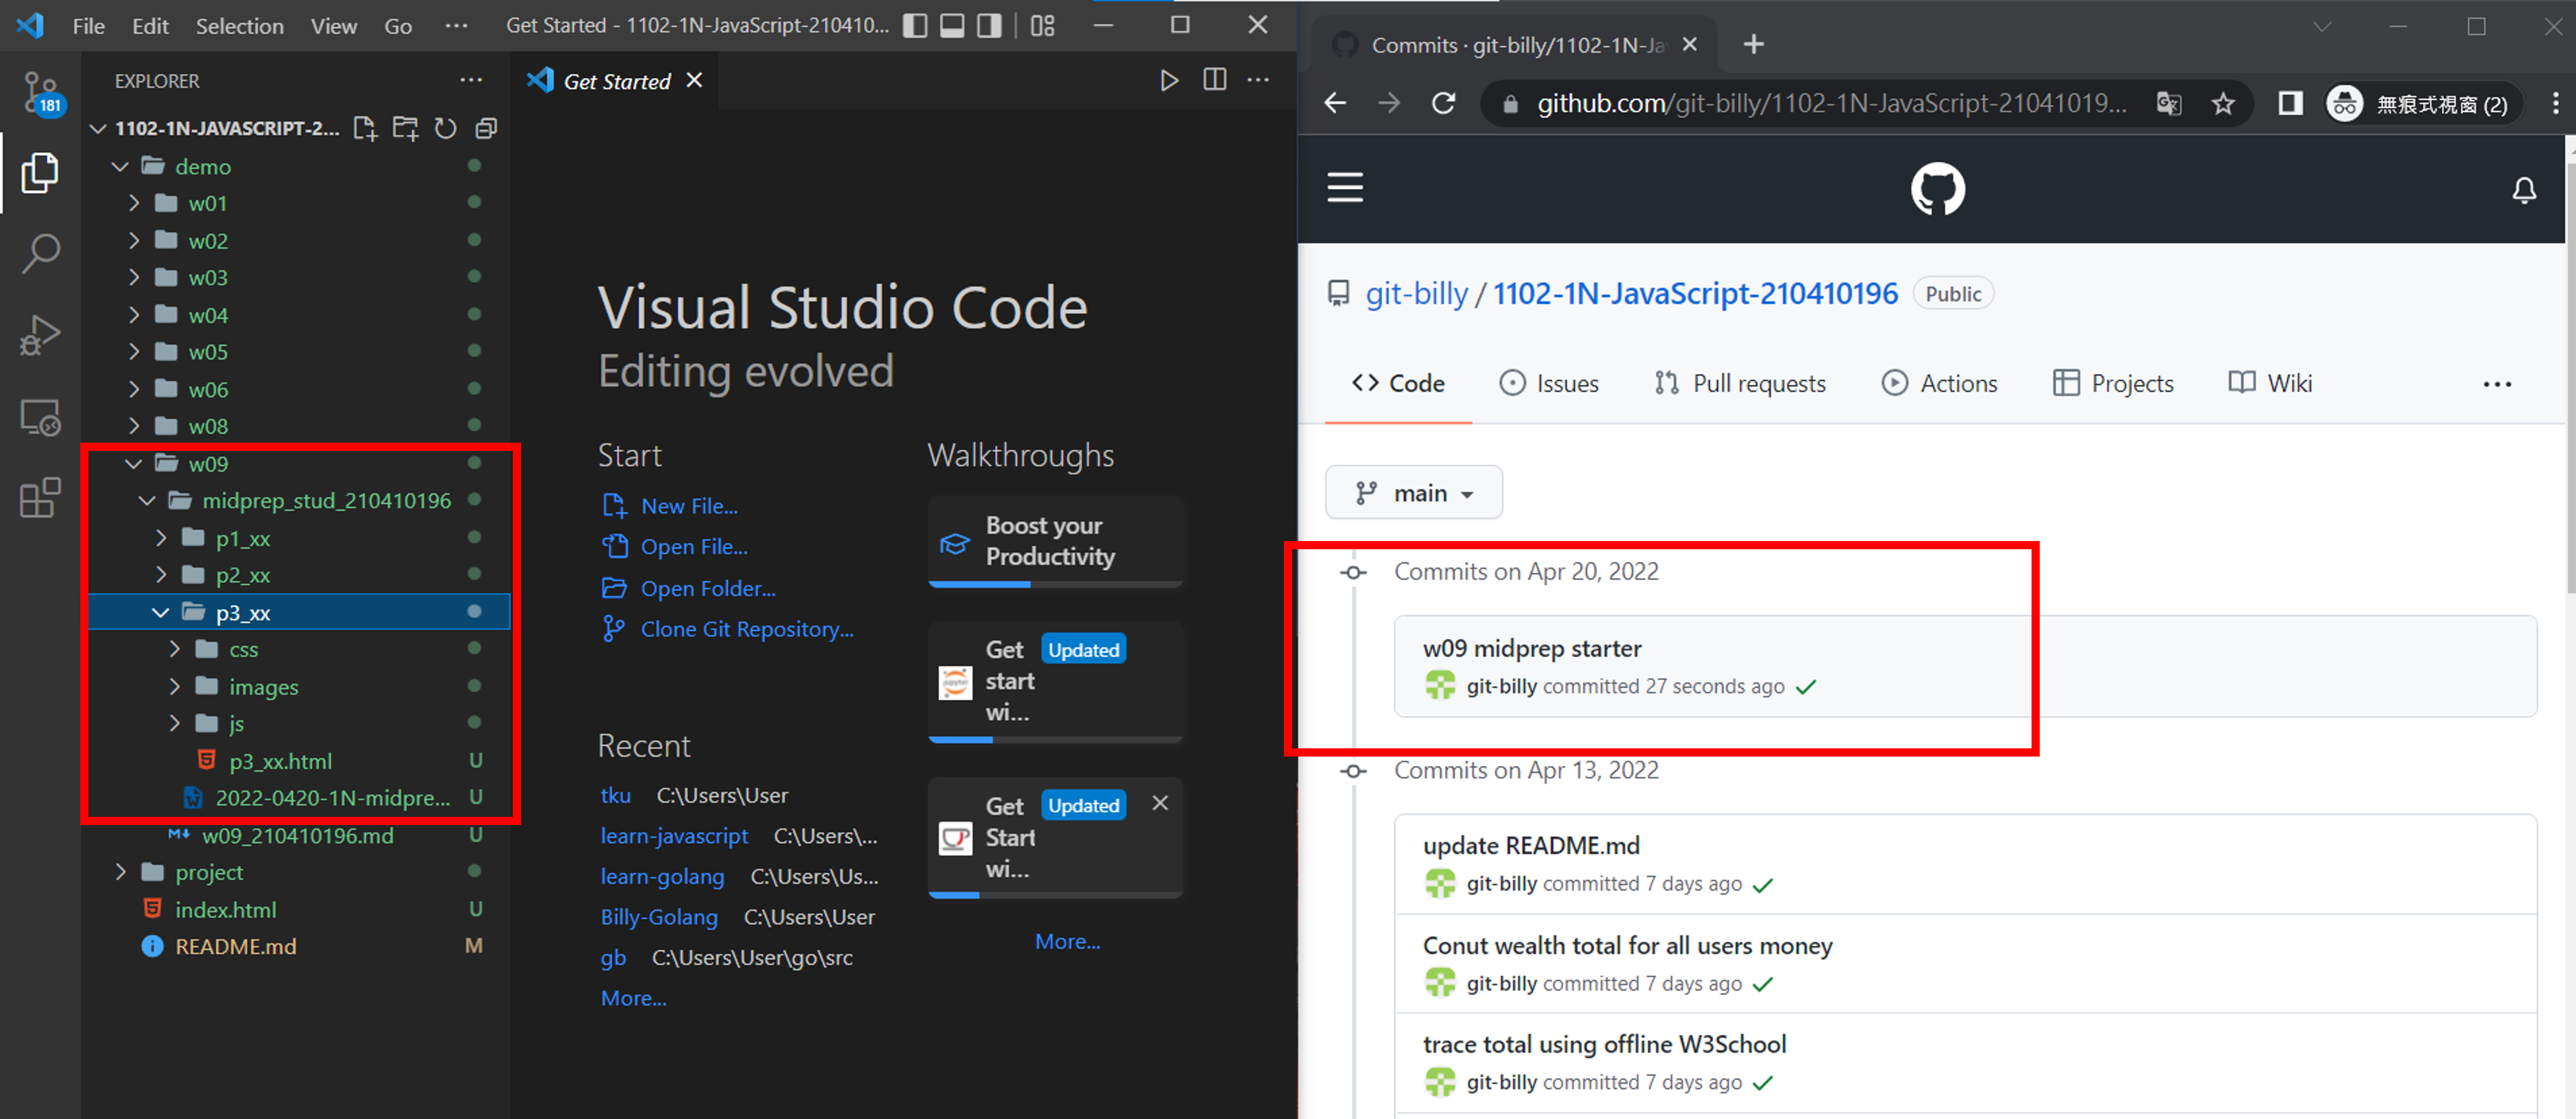 File Edit Selection View Go ··· Get Started - 1102-1N-JavaScript-210410...
181
EXPLORER ···
1102-1N-JAVASCRIPT-2...
demo
w01
w02
w03
w04
w05
w06
w08
w09
midprep_stud_210410196
p1_xx
p2_xx
p3_xx
css
images
js
p3_xx.html U
2022-0420-1N-midpre... U
w09_210410196.md U
project
index.html U
README.md M
Get Started
Visual Studio Code
Editing evolved
Start
New File...
Open File...
Open Folder...
Clone Git Repository...
Recent
tku C:\Users\User
learn-javascript C:\Users\...
learn-golang C:\Users\Us...
Billy-Golang C:\Users\User
gb C:\Users\User\go\src
More...
Walkthroughs
Boost your
Productivity
Get Updated
start
wi...
Get Updated
Start
wi...
More...
Commits · git-billy/1102-1N-Ja
github.com/git-billy/1102-1N-JavaScript-21041019... 無痕式視窗 (2)
git-billy / 1102-1N-JavaScript-210410196 Public
Code Issues Pull requests Actions Projects Wiki ···
main
Commits on Apr 20, 2022
w09 midprep starter
git-billy committed 27 seconds ago
Commits on Apr 13, 2022
update README.md
git-billy committed 7 days ago
Conut wealth total for all users money
git-billy committed 7 days ago
trace total using offline W3School
git-billy committed 7 days ago